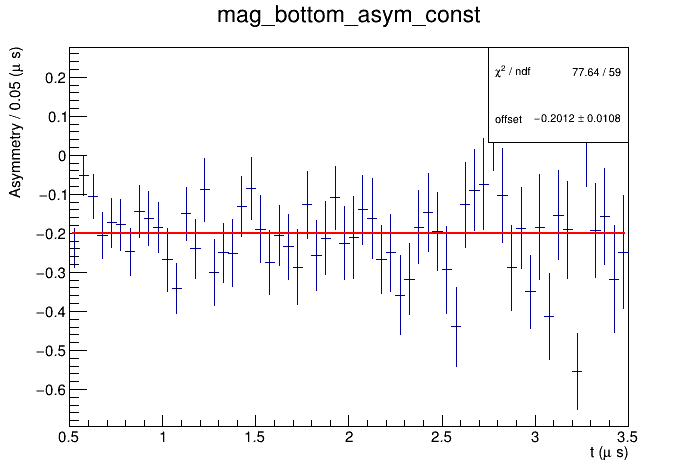 mag_bottom_asym_const
χ² / ndf 77.64 / 59
offset −0.2012 ± 0.0108
Asymmetry / 0.05 (μ s)
0.2
0.1
0
−0.1
−0.2
−0.3
−0.4
−0.5
−0.6
0.5 1 1.5 2 2.5 3 3.5
t (μ s)